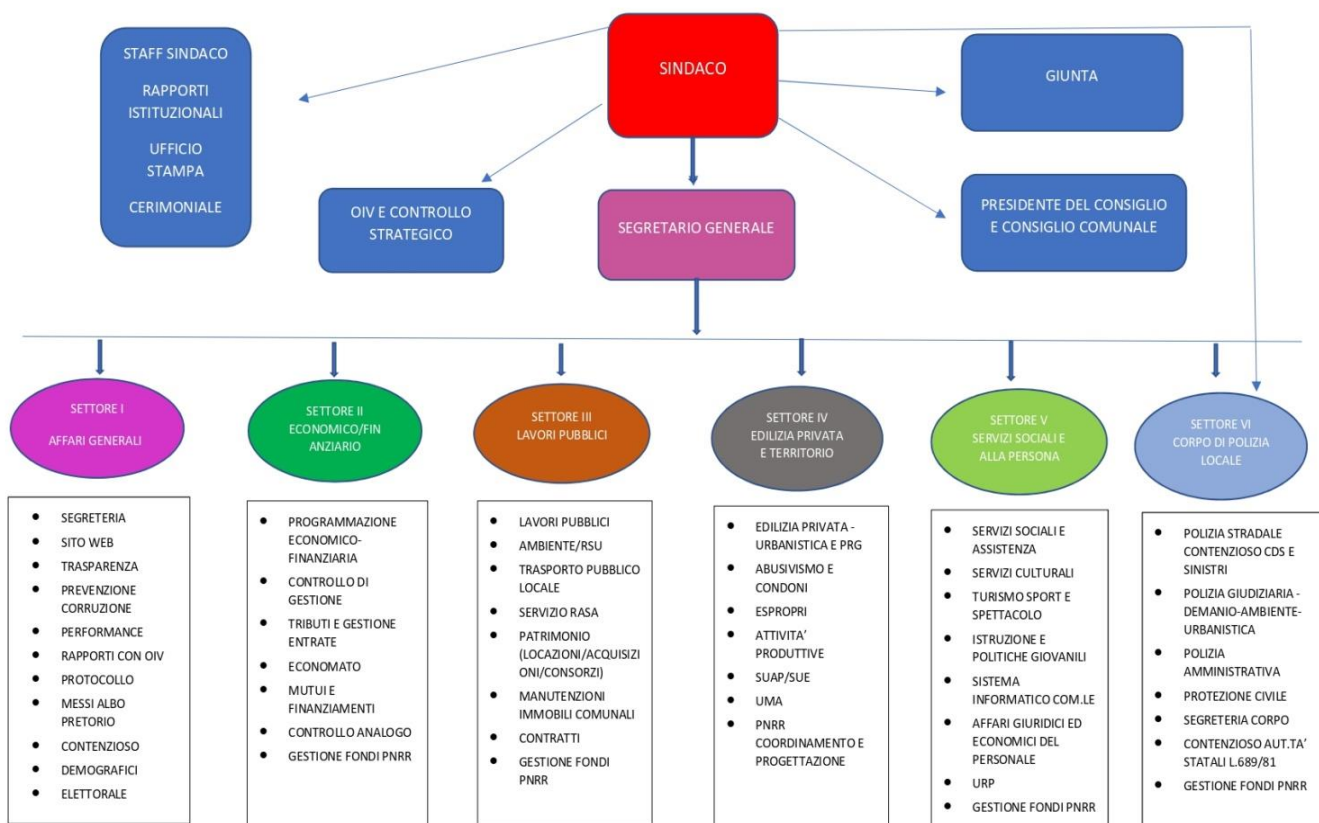 STAFF SINDACO
RAPPORTI
ISTITUZIONALI
UFFICIO
STAMPA
CERIMONIALE
SINDACO
GIUNTA
OIV E CONTROLLO
STRATEGICO
SEGRETARIO GENERALE
PRESIDENTE DEL CONSIGLIO
E CONSIGLIO COMUNALE
SETTORE I
AFFARI GENERALI
SETTORE II
ECONOMICO/FIN
ANZIARIO
SETTORE III
LAVORI PUBBLICI
SETTORE IV
EDILIZIA PRIVATA
E TERRITORIO
SETTORE V
SERVIZI SOCIALI E
ALLA PERSONA
SETTORE VI
CORPO DI POLIZIA
LOCALE
• SEGRETERIA
• SITO WEB
• TRASPARENZA
• PREVENZIONE
CORRUZIONE
• PERFORMANCE
• RAPPORTI CON OIV
• PROTOCOLLO
• MESSI ALBO
PRETORIO
• CONTENZIOSO
• DEMOGRAFICI
• ELETTORALE
• PROGRAMMAZIONE
ECONOMICO-
FINANZIARIA
• CONTROLLO DI
GESTIONE
• TRIBUTI E GESTIONE
ENTRATE
• ECONOMATO
• MUTUI E
FINANZIAMENTI
• CONTROLLO ANALOGO
• GESTIONE FONDI PNRR
• LAVORI PUBBLICI
• AMBIENTE/RSU
• TRASPORTO PUBBLICO
LOCALE
• SERVIZIO RASA
• PATRIMONIO
(LOCAZIONI/ACQUISIZI
ONI/CONSORZI)
• MANUTENZIONI
IMMOBILI COMUNALI
• CONTRATTI
• GESTIONE FONDI
PNRR
• EDILIZIA PRIVATA -
URBANISTICA E PRG
• ABUSIVISMO E
CONDONI
• ESPROPRI
• ATTIVITA’
PRODUTTIVE
• SUAP/SUE
• UMA
• PNRR
COORDINAMENTO E
PROGETTAZIONE
• SERVIZI SOCIALI E
ASSISTENZA
• SERVIZI CULTURALI
• TURISMO SPORT E
SPETTACOLO
• ISTRUZIONE E
POLITICHE GIOVANILI
• SISTEMA
INFORMATICO COM.LE
• AFFARI GIURIDICI ED
ECONOMICI DEL
PERSONALE
• URP
• GESTIONE FONDI PNRR
• POLIZIA STRADALE
CONTENZIOSO CDS E
SINISTRI
• POLIZIA GIUDIZIARIA -
DEMANIO-AMBIENTE-
URBANISTICA
• POLIZIA
AMMINISTRATIVA
• PROTEZIONE CIVILE
• SEGRETERIA CORPO
• CONTENZIOSO AUT.TA’
STATALI L.689/81
• GESTIONE FONDI PNRR